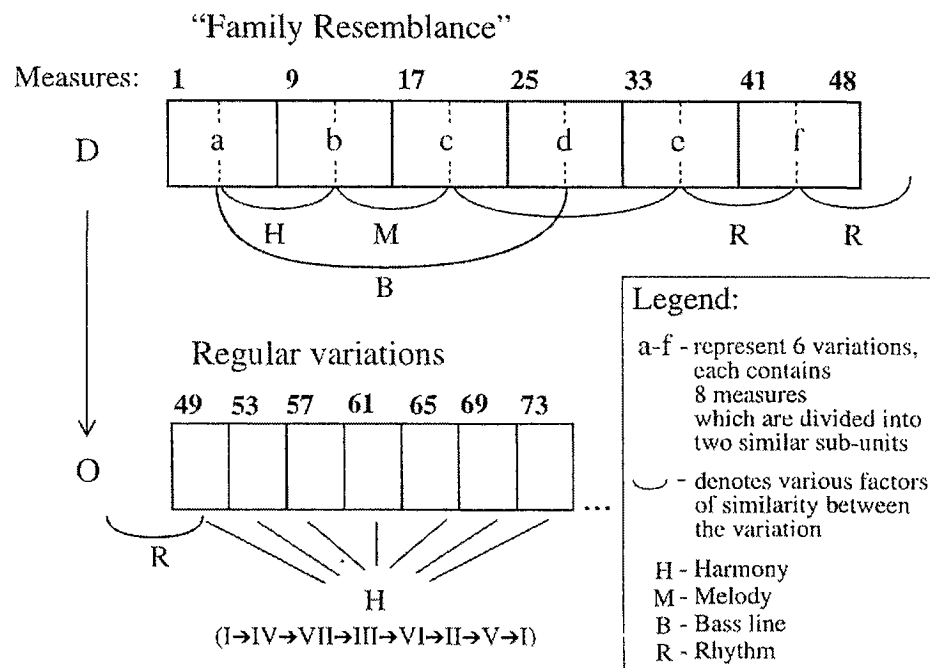 “Family Resemblance”
Measures: 1 9 17 25 33 41 48
D
a b c d e f
H M R R
B
Regular variations
49 53 57 61 65 69 73
O
...
R
H
(I→IV→VII→III→VI→II→V→I)
Legend:
a-f - represent 6 variations,
each contains
8 measures
which are divided into
two similar sub-units
- denotes various factors
of similarity between
the variation
H - Harmony
M - Melody
B - Bass line
R - Rhythm